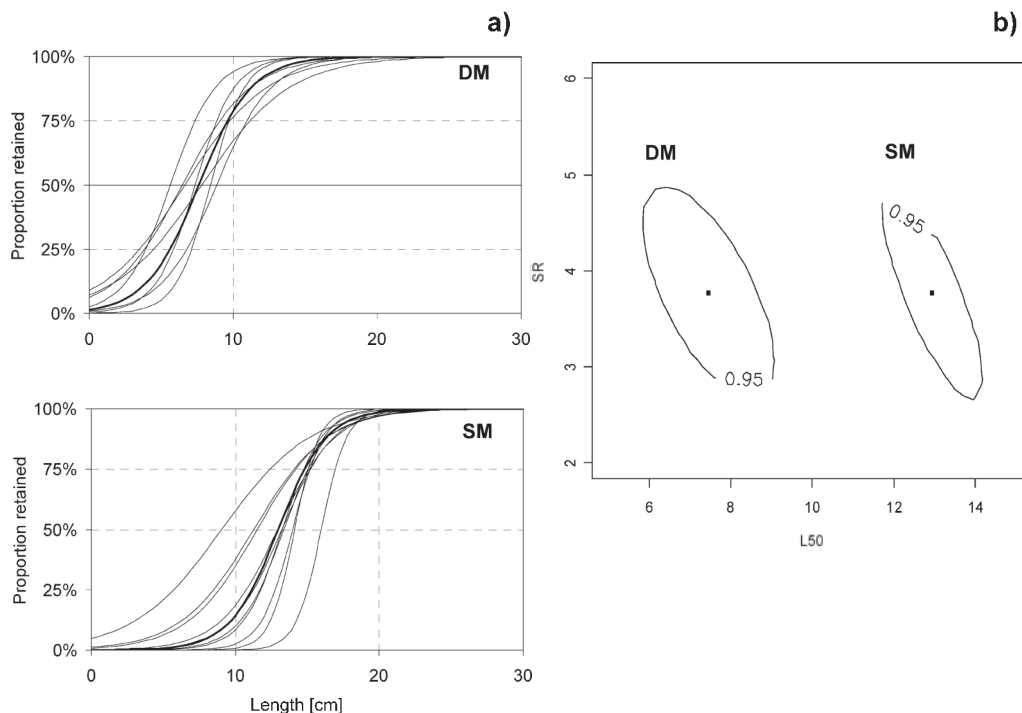 a)
DM
Proportion retained
100%
75%
50%
25%
0%
0 10 20 30
SM
Proportion retained
100%
75%
50%
25%
0%
0 10 20 30
Length [cm]
b)
DM SM
SR
6
5
4
3
2
0.95
0.95
6 8 10 12 14
L50